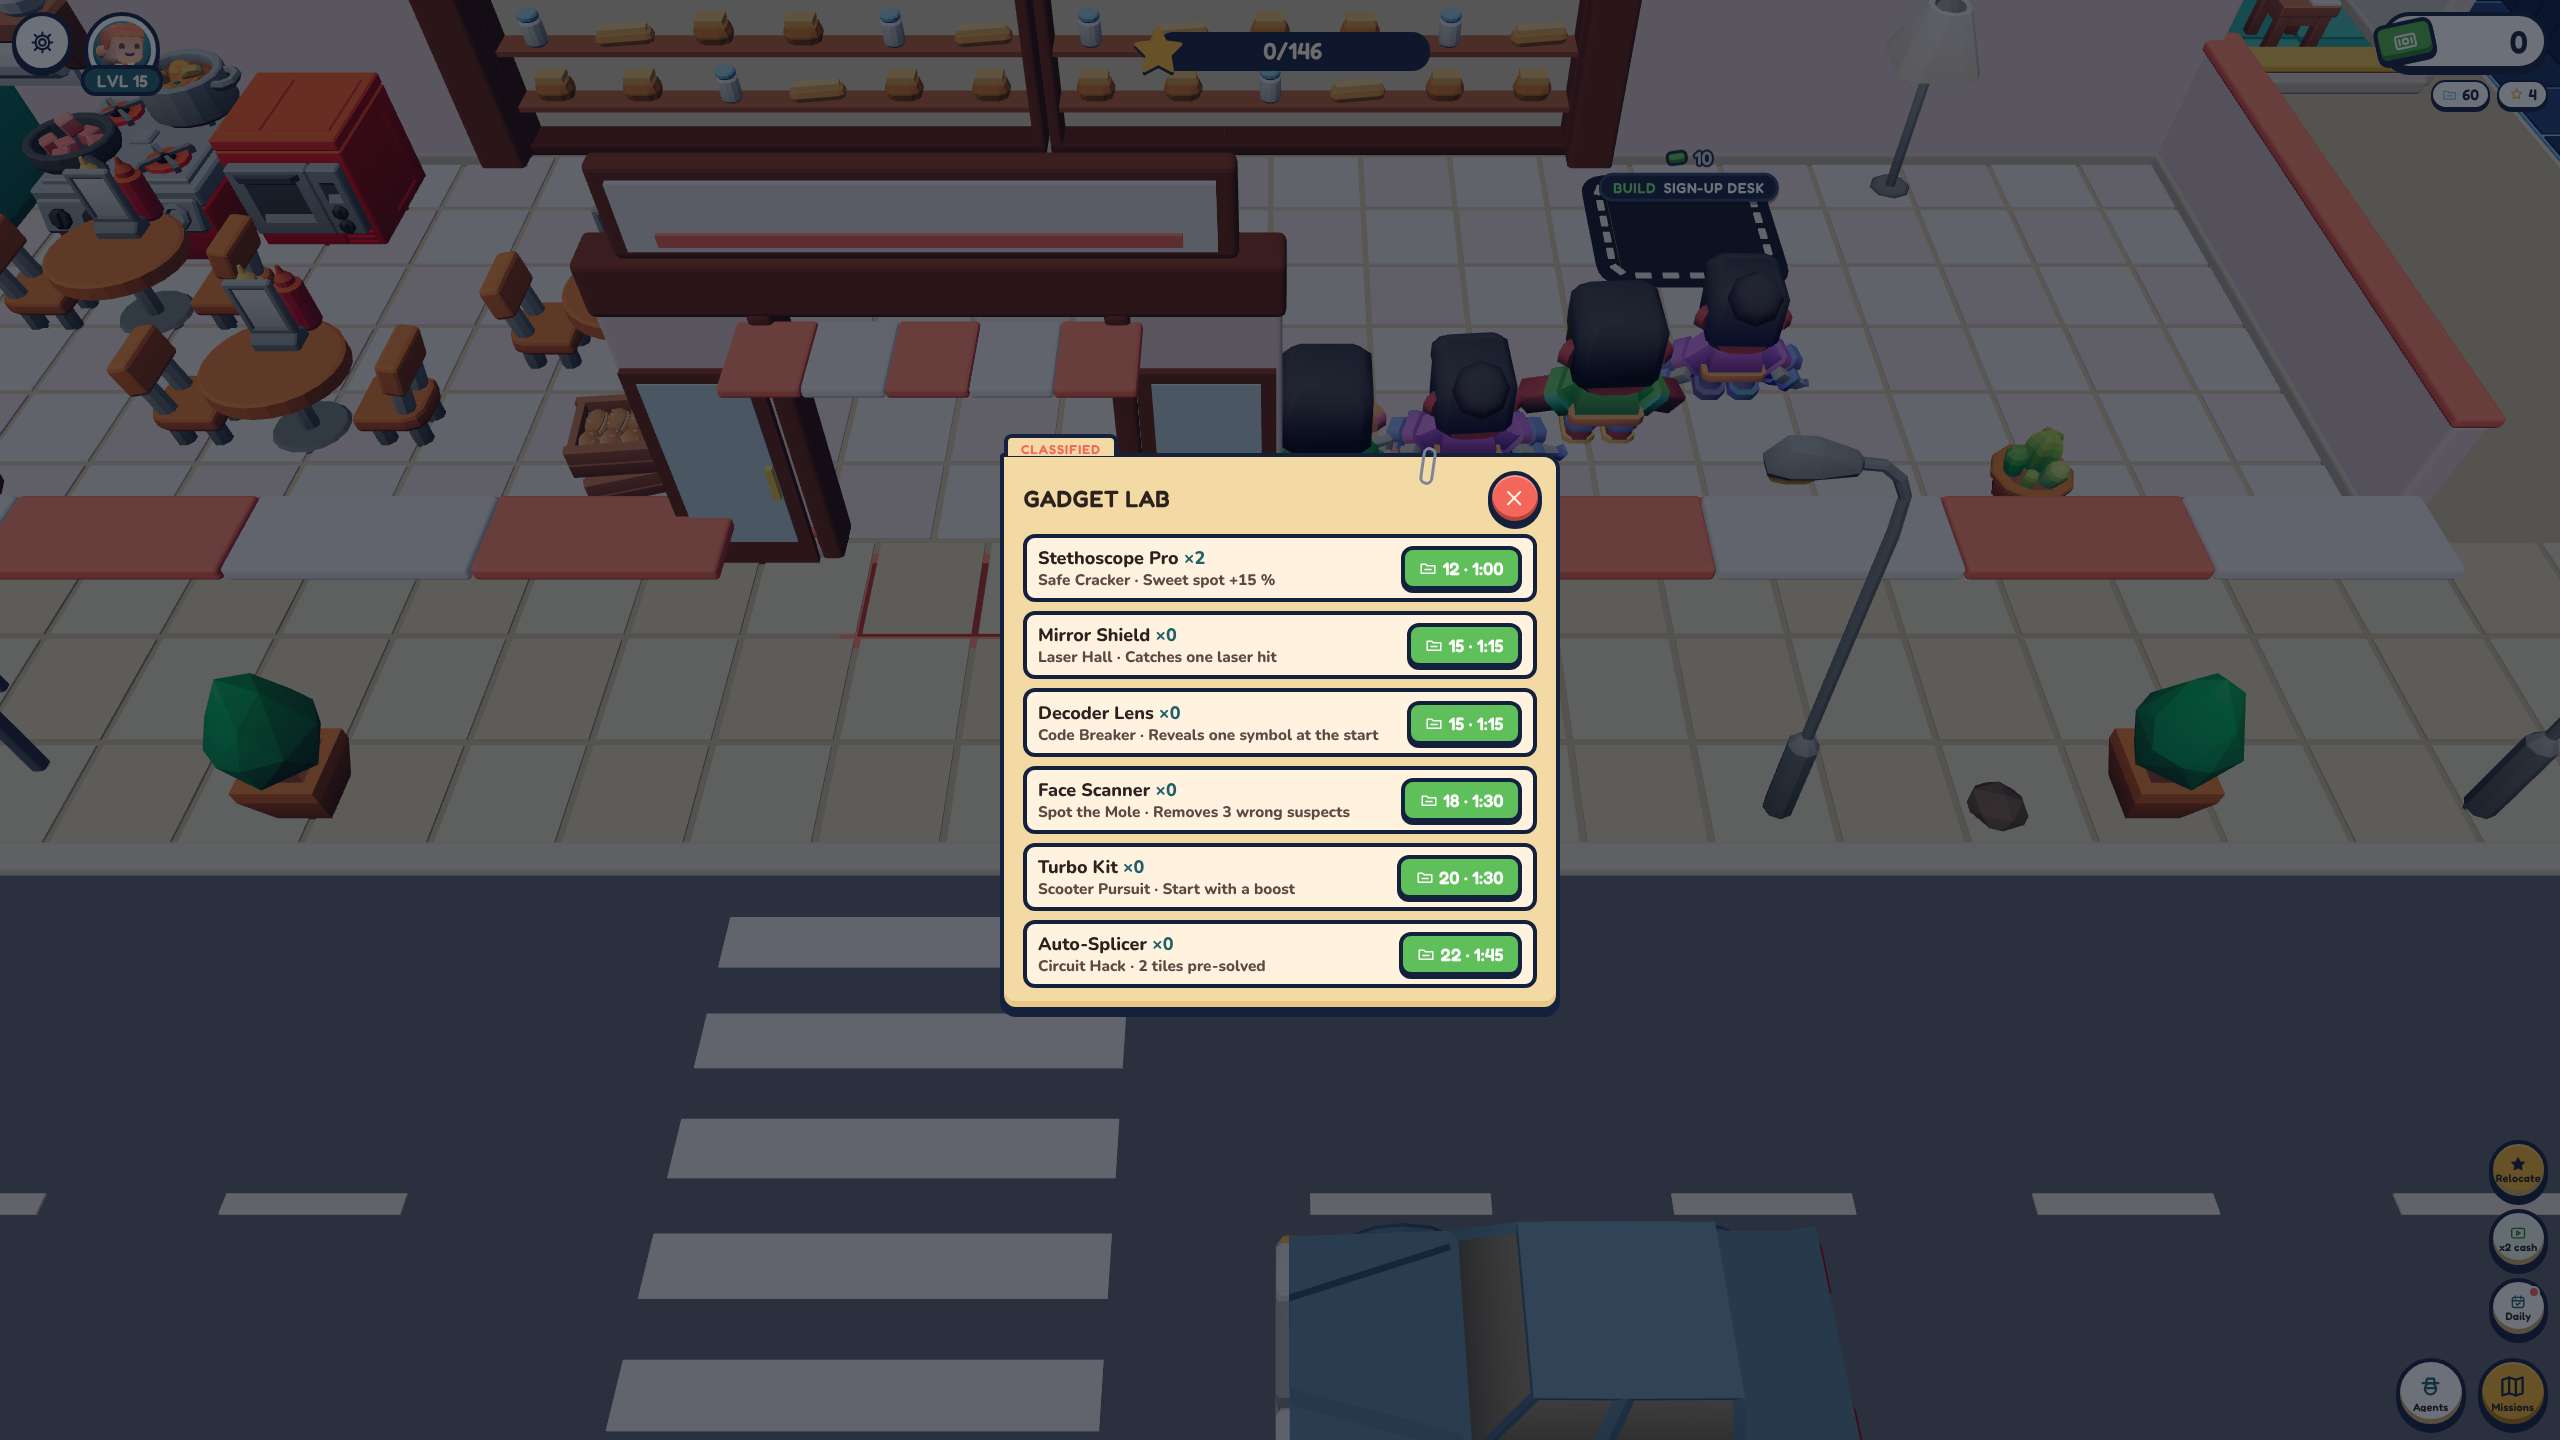 LVL 15
0/146
0
60
4
10
BUILD SIGN-UP DESK
CLASSIFIED
GADGET LAB
Stethoscope Pro ×2
Safe Cracker · Sweet spot +15 %
12 · 1:00
Mirror Shield ×0
Laser Hall · Catches one laser hit
15 · 1:15
Decoder Lens ×0
Code Breaker · Reveals one symbol at the start
15 · 1:15
Face Scanner ×0
Spot the Mole · Removes 3 wrong suspects
18 · 1:30
Turbo Kit ×0
Scooter Pursuit · Start with a boost
20 · 1:30
Auto-Splicer ×0
Circuit Hack · 2 tiles pre-solved
22 · 1:45
Relocate
x2 cash
Daily
Agents
Missions